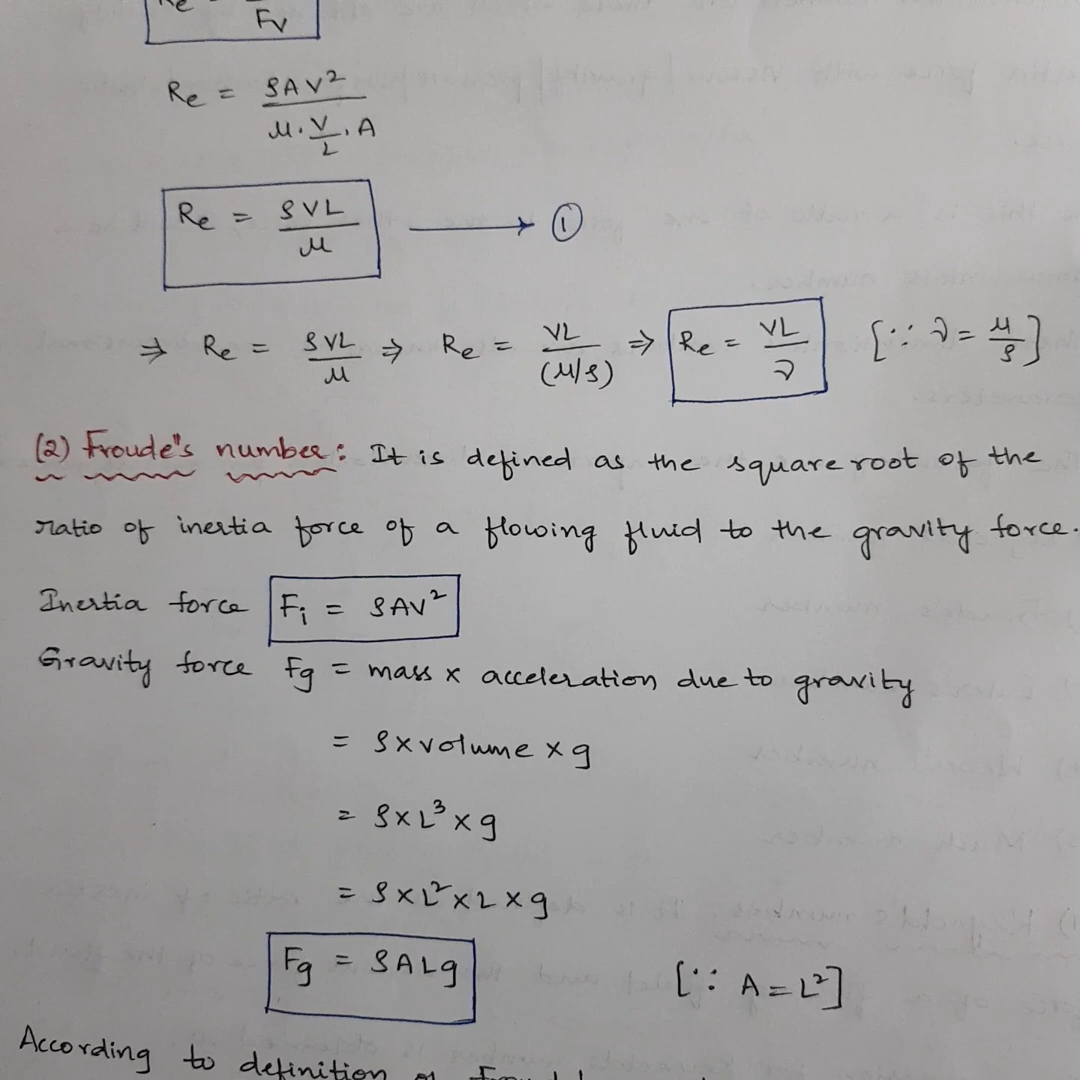 Re
Fv
Re = ρAV² / μ.V/L.A
Re = ρVL / μ → ①
⇒ Re = ρVL / μ ⇒ Re = VL / (μ/ρ) ⇒ Re = VL / ν [∵ ν = μ/ρ]
(2) Froude"s number: It is defined as the square root of the
ratio of inertia force of a flowing fluid to the gravity force.
Inertia force Fi = ρAV²
Gravity force Fg = mass x acceleration due to gravity
= ρ x volume x g
= ρ x L³ x g
= ρ x L² x L x g
Fg = ρALg [∵ A = L²]
According to definition of